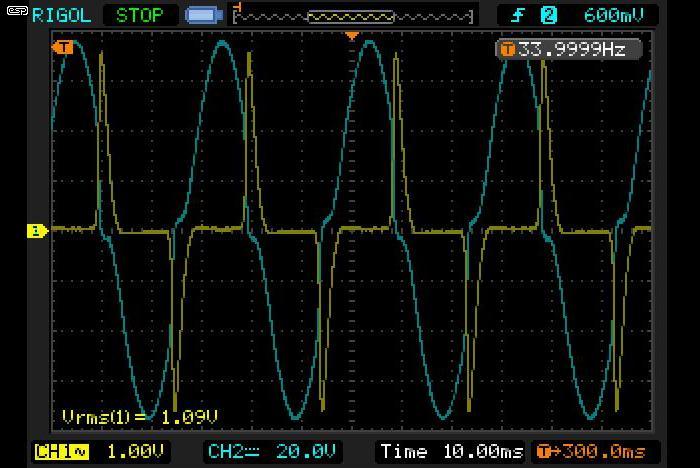 RIGOL STOP T 2 600mV
T T 33.9999Hz
1
Vrms(1)= 1.09V
CH1~ 1.00V CH2 20.0V Time 10.00ms T→300.0ms